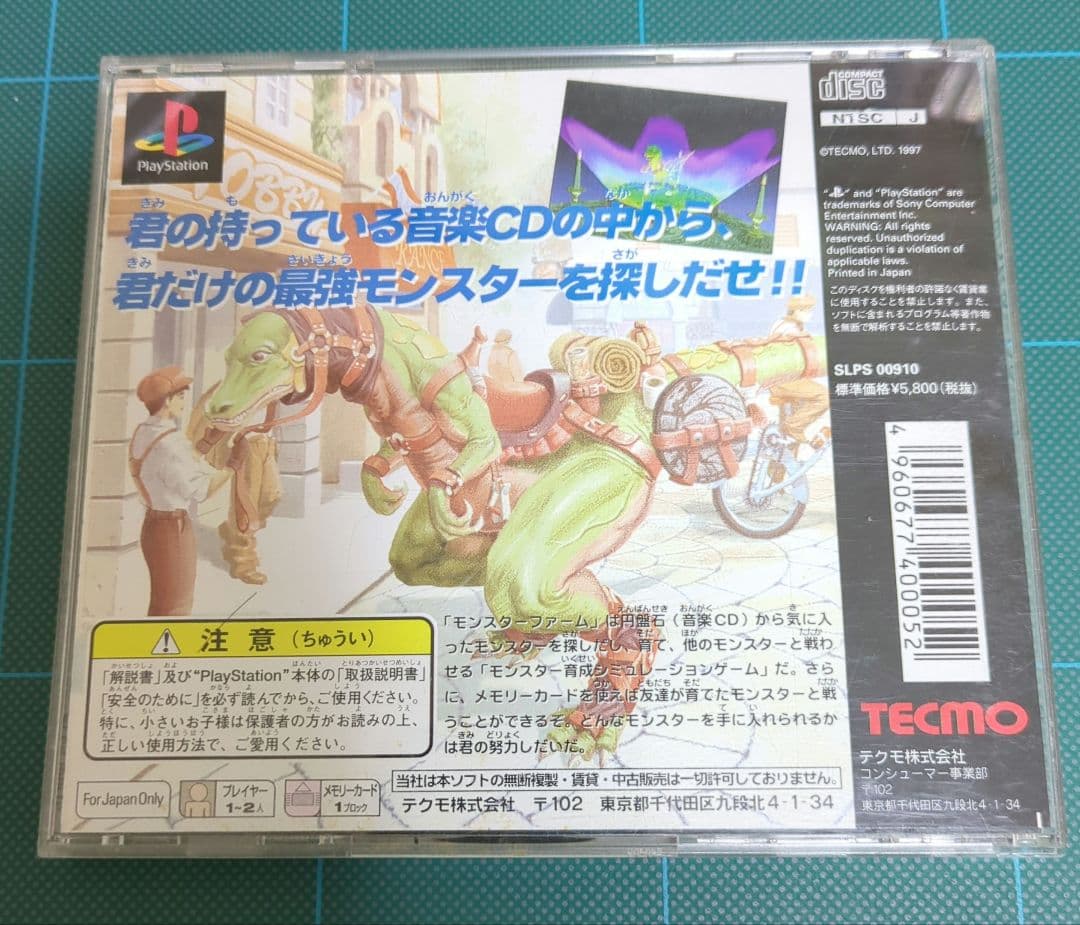 PlayStation
君の持っている音楽CDの中から、
君だけの最強モンスターを探しだせ!!
COMPACT
disc
NTSC J
©TECMO, LTD. 1997
" " and "PlayStation" are
trademarks of Sony Computer
Entertainment Inc.
WARNING: All rights
reserved. Unauthorized
duplication is a violation of
applicable laws.
Printed in Japan
このディスクを権利者の許諾なく賃貸業
に使用することを禁止します。また、
ソフトに含まれるプログラム等著作物
を無断で解析することを禁止します。
SLPS 00910
標準価格¥5,800(税抜)
4 960677 400052
注意(ちゅうい)
「解説書」及び"PlayStation"本体の「取扱説明書」
「安全のために」を必ず読んでから、ご使用ください。
特に、小さいお子様は保護者の方がお読みの上、
正しい使用方法で、ご愛用ください。
「モンスターファーム」は円盤石(音楽CD)から気に入
ったモンスターを探しだし、育て、他のモンスターと戦わ
せる「モンスター育成シミュレーションゲーム」だ。さら
に、メモリーカードを使えば友達が育てたモンスターと戦
うことができるぞ。どんなモンスターを手に入れられるか
は君の努力しだいだ。
For Japan Only
プレイヤー
1~2人
メモリーカード
1ブロック
当社は本ソフトの無断複製・賃貸・中古販売は一切許可しておりません。
テクモ株式会社 〒102 東京都千代田区九段北4-1-34
TECMO
テクモ株式会社
コンシューマー事業部
〒102
東京都千代田区九段北4-1-34